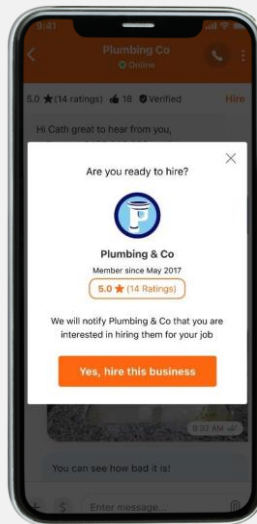 9:41
Plumbing Co
Online
5.0 ★ (14 ratings) 18 Verified Hire
Hi Cath great to hear from you,
Are you ready to hire?
Plumbing & Co
Member since May 2017
5.0 ★ (14 Ratings)
We will notify Plumbing & Co that you are
interested in hiring them for your job
Yes, hire this business
9:32 AM
You can see how bad it is!
+ $ Enter message...